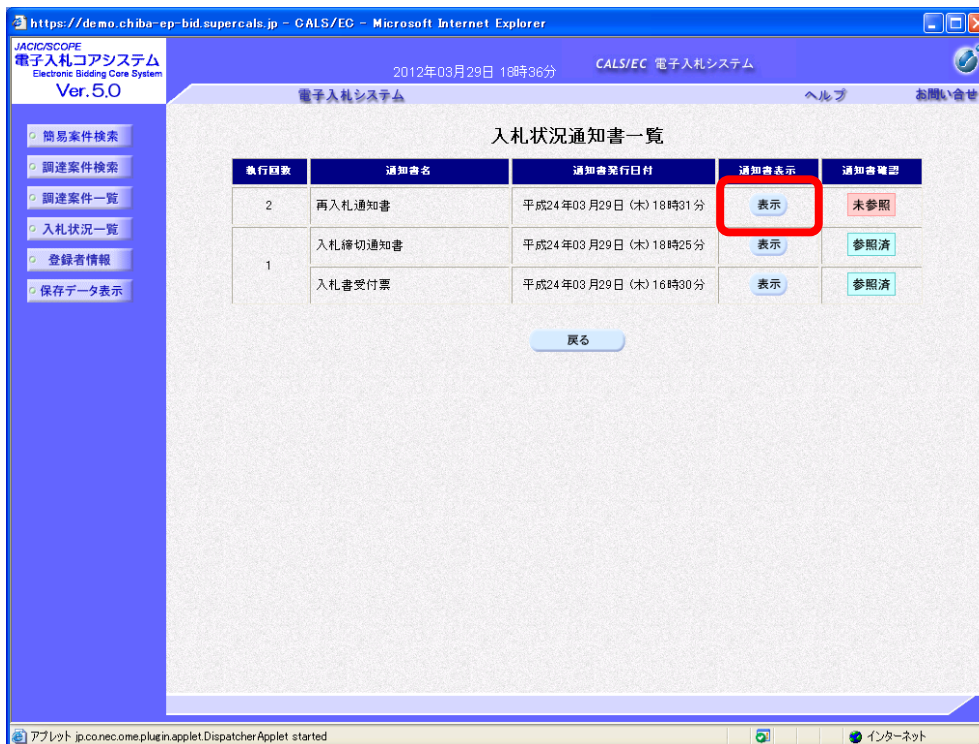 https://demo.chiba-ep-bid.supercals.jp - CALS/EC - Microsoft Internet Explorer
JACIC/SCOPE
電子入札コアシステム
Electronic Bidding Core System
Ver.5.0
2012年03月29日 18時36分
CALS/EC 電子入札システム
電子入札システム
ヘルプ
お問い合せ
簡易案件検索
調達案件検索
調達案件一覧
入札状況一覧
登録者情報
保存データ表示
入札状況通知書一覧
執行回数 通知書名 通知書発行日付 通知書表示 通知書確認
2 再入札通知書 平成24年03月29日 (木) 18時31分 表示 未参照
1 入札締切通知書 平成24年03月29日 (木) 18時25分 表示 参照済
入札書受付票 平成24年03月29日 (木) 16時30分 表示 参照済
戻る
アプレット jp.co.nec.ome.plugin.applet.DispatcherApplet started
インターネット